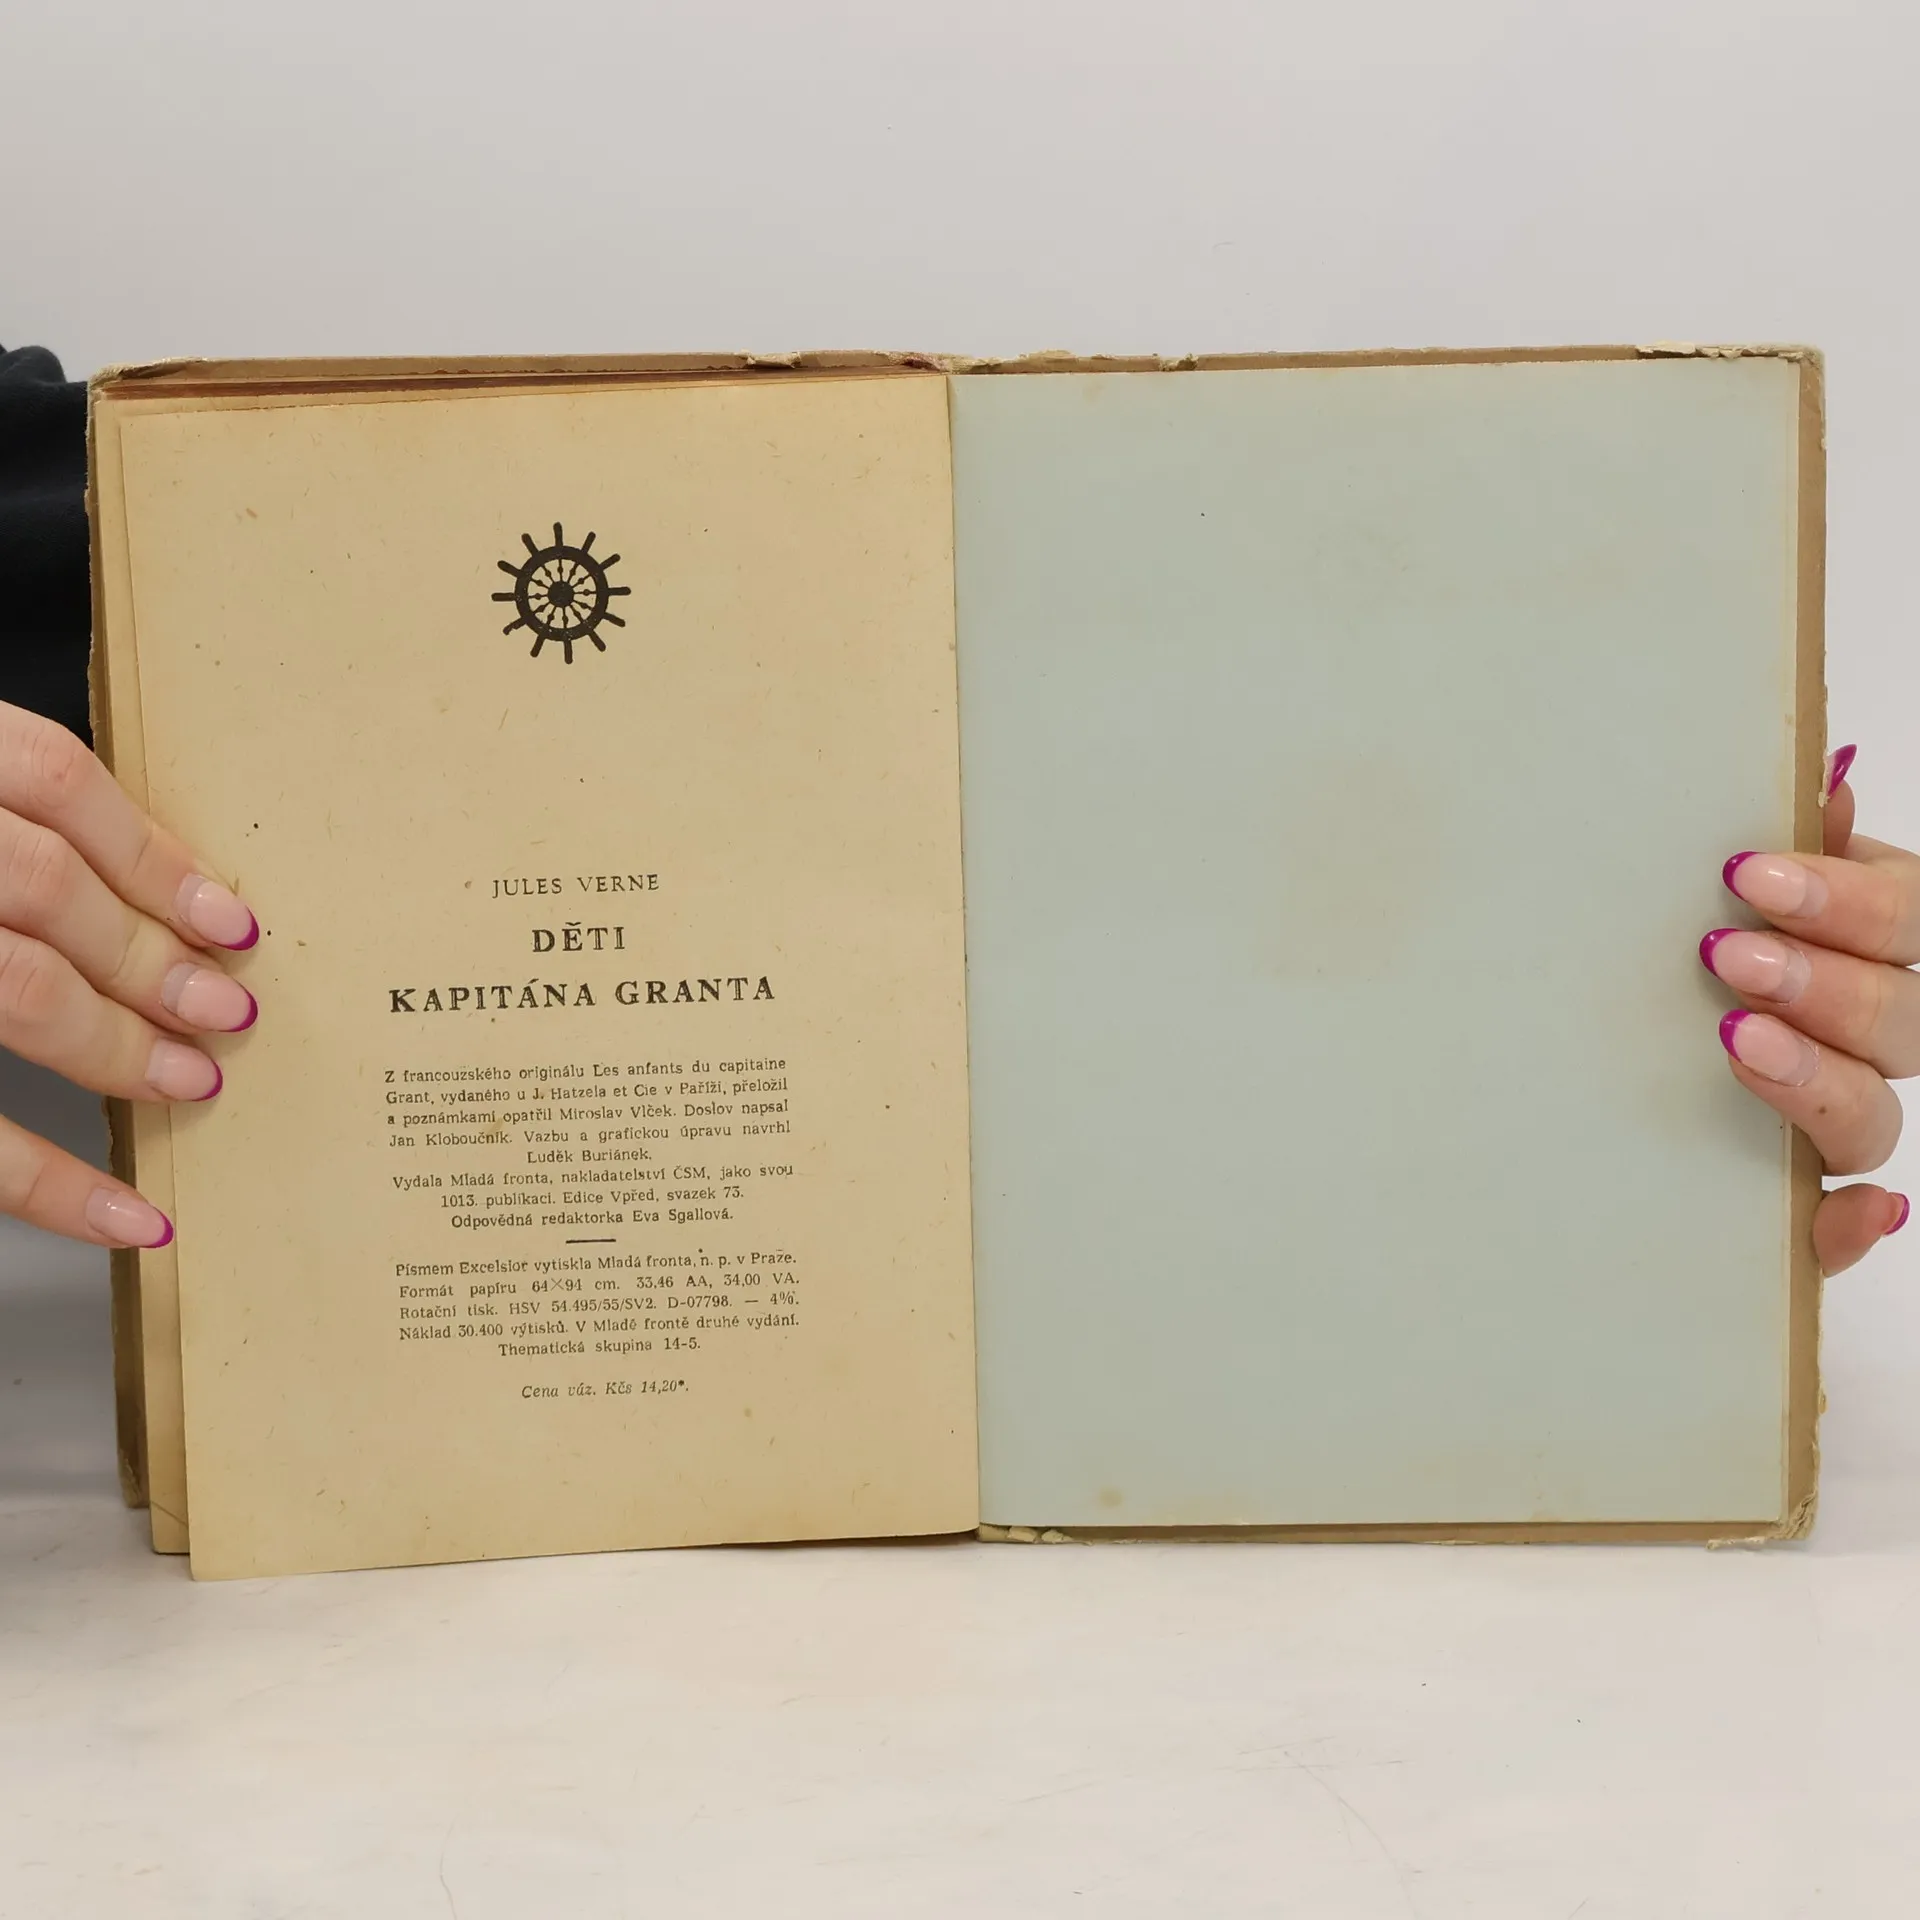 JULES VERNE
DĚTI
KAPITÁNA GRANTA
Z francouzského originálu Les anfants du capitaine
Grant, vydaného u J. Hatzela et Cie v Paříži, přeložil
a poznámkami opatřil Miroslav Vlček. Doslov napsal
Jan Kloboučník. Vazbu a grafickou úpravu navrhl
Luděk Buriánek.
Vydala Mladá fronta, nakladatelství ČSM, jako svou
1013. publikaci. Edice Vpřed, svazek 73.
Odpovědná redaktorka Eva Sgallová.
Písmem Excelsior vytiskla Mladá fronta, n. p. v Praze.
Formát papíru 64×94 cm. 33,46 AA, 34,00 VA.
Rotační tisk. HSV 54.495/55/SV2. D-07798. — 4%.
Náklad 30.400 výtisků. V Mladé frontě druhé vydání.
Thematická skupina 14-5.
Cena váz. Kčs 14,20*.